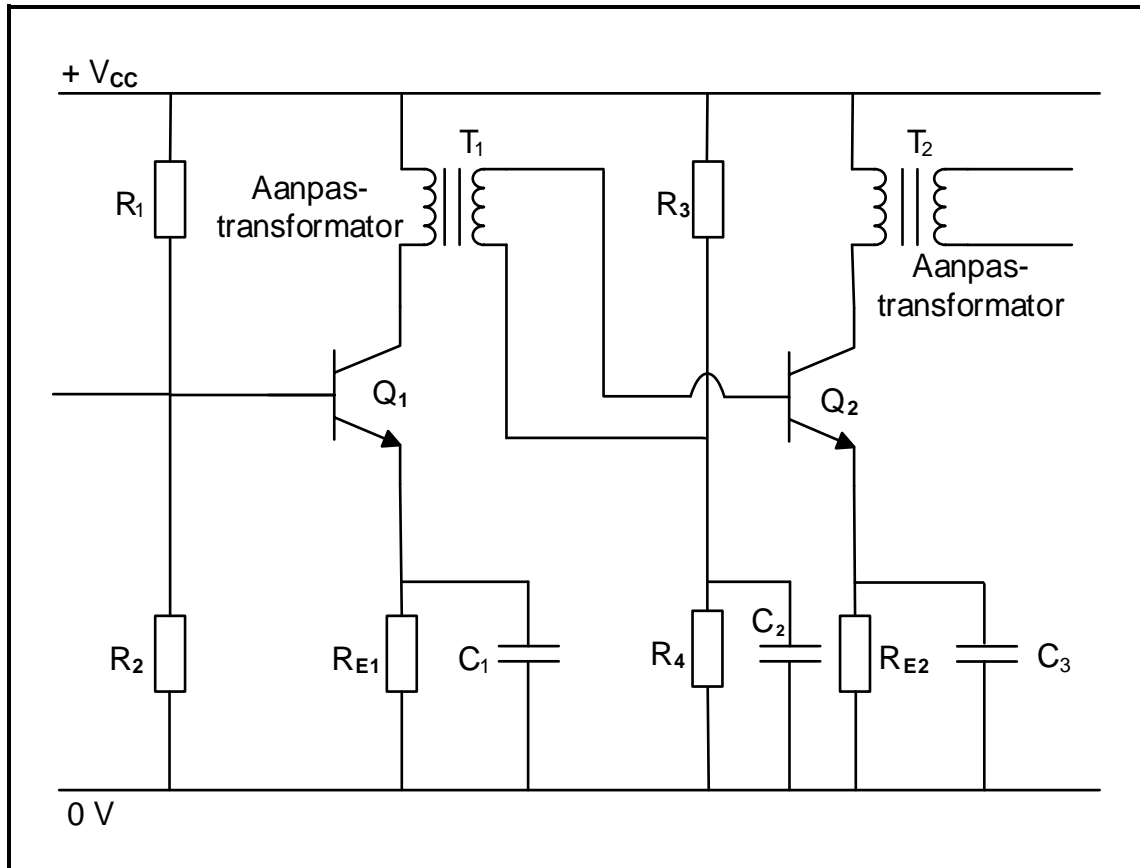 + VCC
T1
T2
R1
Aanpas-
transformator
R3
Aanpas-
transformator
Q1
Q2
R2
RE1
C1
R4
C2
RE2
C3
0 V